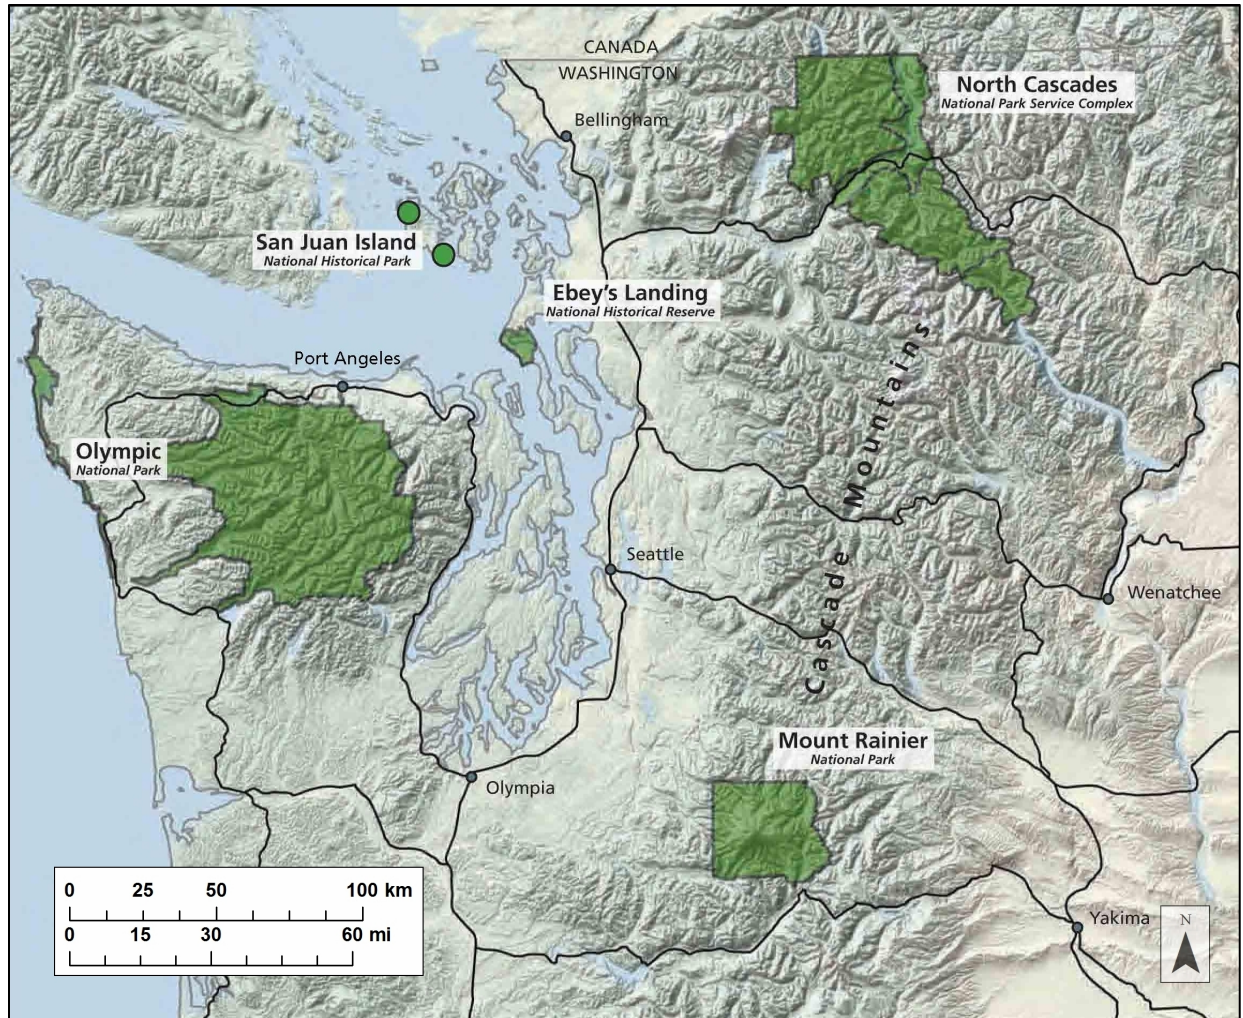 CANADA
WASHINGTON
North Cascades
National Park Service Complex
Bellingham
San Juan Island
National Historical Park
Ebey's Landing
National Historical Reserve
Port Angeles
Cascade Mountains
Olympic
National Park
Seattle
Wenatchee
Mount Rainier
National Park
Olympia
0 25 50 100 km
0 15 30 60 mi
Yakima
N